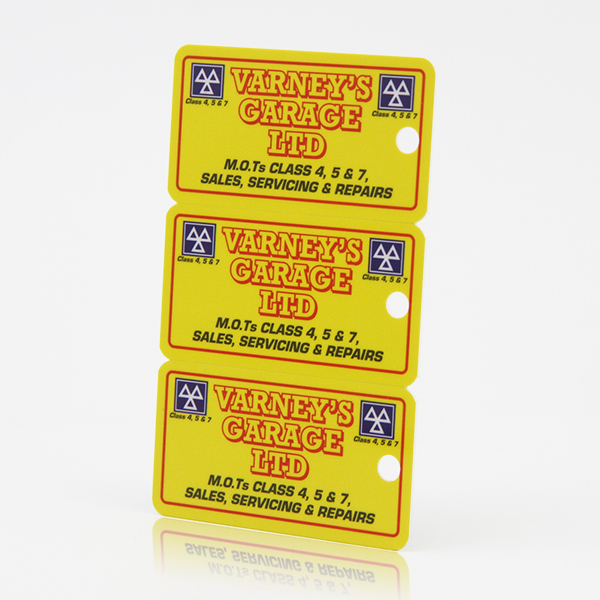 VARNEY'S
GARAGE
LTD
Class 4, 5 & 7
Class 4, 5 & 7
M.O.Ts CLASS 4, 5 & 7,
SALES, SERVICING & REPAIRS
VARNEY'S
GARAGE
LTD
Class 4, 5 & 7
Class 4, 5 & 7
M.O.Ts CLASS 4, 5 & 7,
SALES, SERVICING & REPAIRS
VARNEY'S
GARAGE
LTD
Class 4, 5 & 7
Class 4, 5 & 7
M.O.Ts CLASS 4, 5 & 7,
SALES, SERVICING & REPAIRS